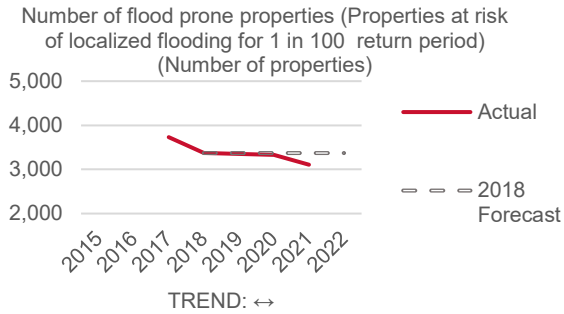 Number of flood prone properties (Properties at risk
of localized flooding for 1 in 100 return period)
(Number of properties)
5,000
4,000
3,000
2,000
2015
2016
2017
2018
2019
2020
2021
2022
Actual
2018
Forecast
TREND: ↔